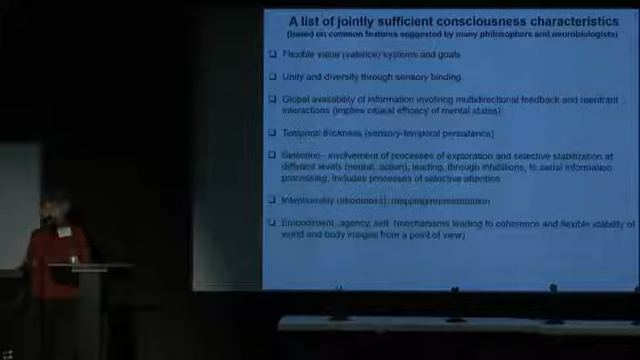 A list of jointly sufficient consciousness characteristics
(based on common features suggested by many philosophers and neurobiologists)
Flexible value (valence) systems and goals
Unity and diversity through sensory binding
Global availability of information involving multidirectional feedback and reentrant
interactions (implies causal efficacy of mental states)
Temporal thickness (sensory-temporal persistence)
Selection– involvement of processes of exploration and selective stabilization at
different levels (neural, action), leading, through inhibitions, to serial information
processing; includes processes of selective attention
Intentionality (aboutness); mapping/representation
Embodiment, agency, self (mechanisms leading to coherence and flexible stability of
world and body images from a point of view)